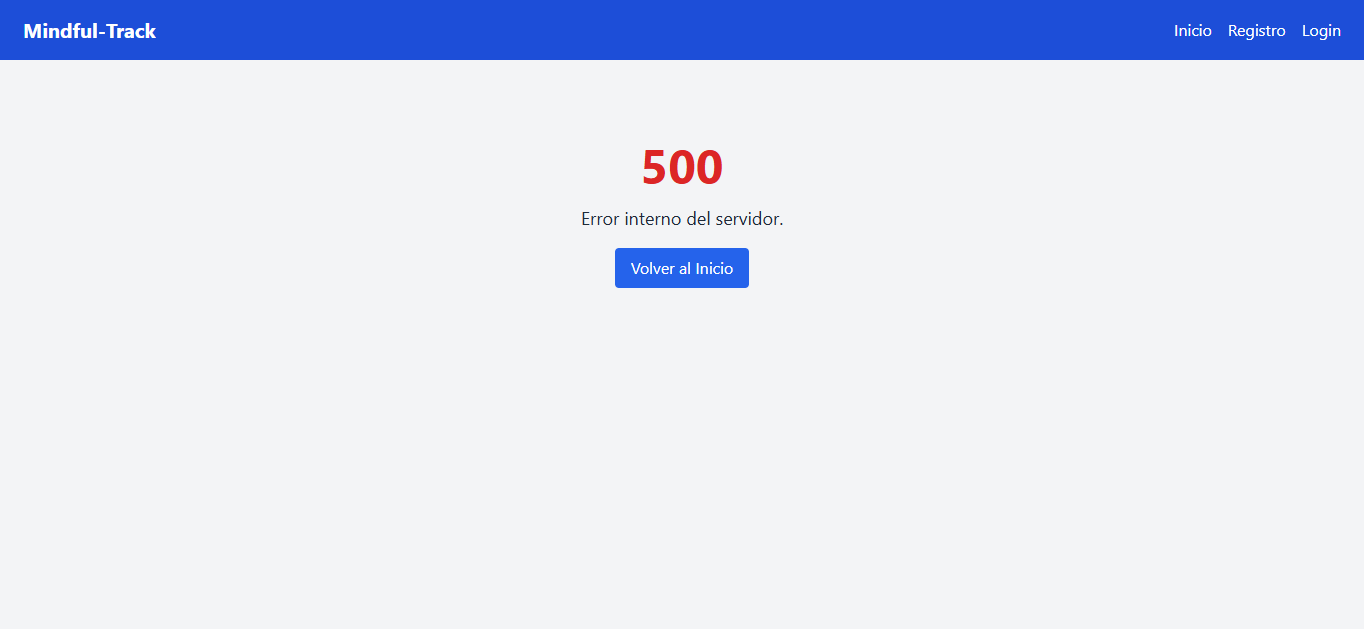 Mindful-Track
Inicio Registro Login
500
Error interno del servidor.
Volver al Inicio